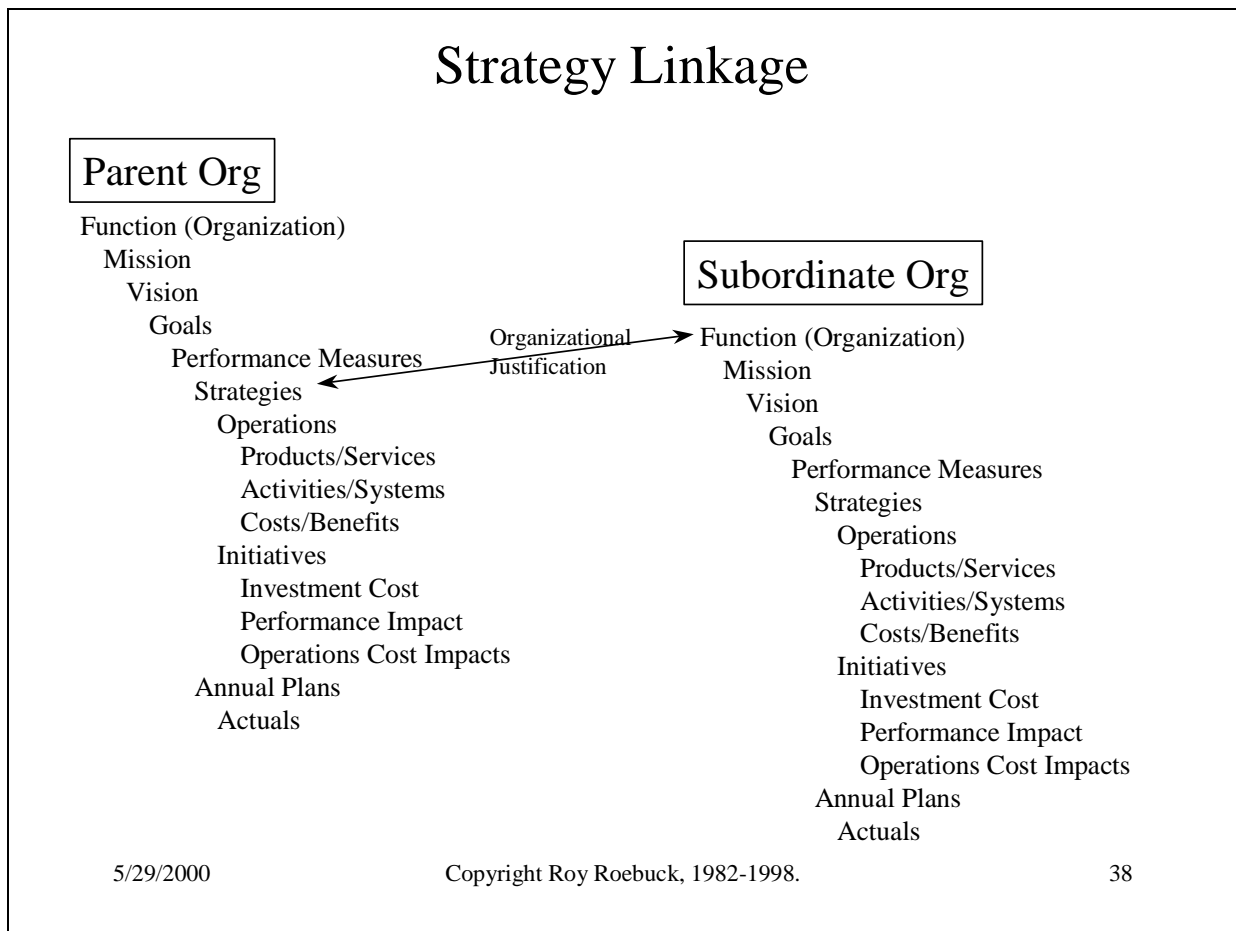 Strategy Linkage
Parent Org
Function (Organization)
Mission
Vision
Goals
Performance Measures
Strategies
Operations
Products/Services
Activities/Systems
Costs/Benefits
Initiatives
Investment Cost
Performance Impact
Operations Cost Impacts
Annual Plans
Actuals
Organizational
Justification
Subordinate Org
Function (Organization)
Mission
Vision
Goals
Performance Measures
Strategies
Operations
Products/Services
Activities/Systems
Costs/Benefits
Initiatives
Investment Cost
Performance Impact
Operations Cost Impacts
Annual Plans
Actuals
5/29/2000
Copyright Roy Roebuck, 1982-1998.
38